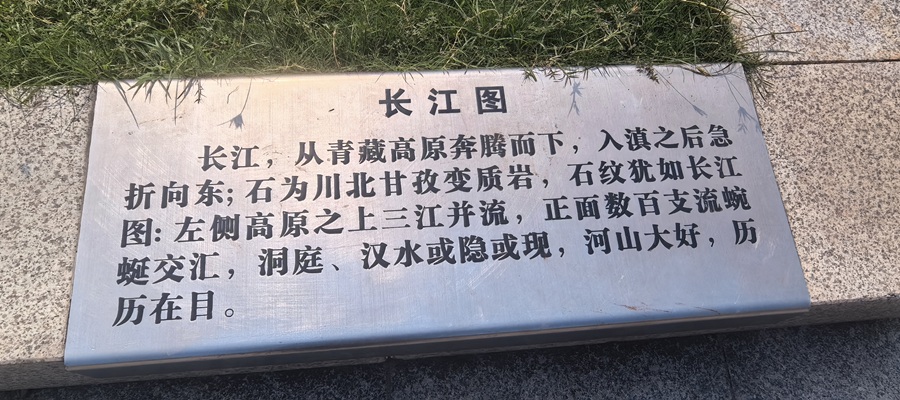 长江图
长江，从青藏高原奔腾而下，入滇之后急
折向东；石为川北甘孜变质岩，石纹犹如长江
图：左侧高原之上三江并流，正面数百支流蜿
蜒交汇，洞庭、汉水或隐或现，河山大好，历
历在目。